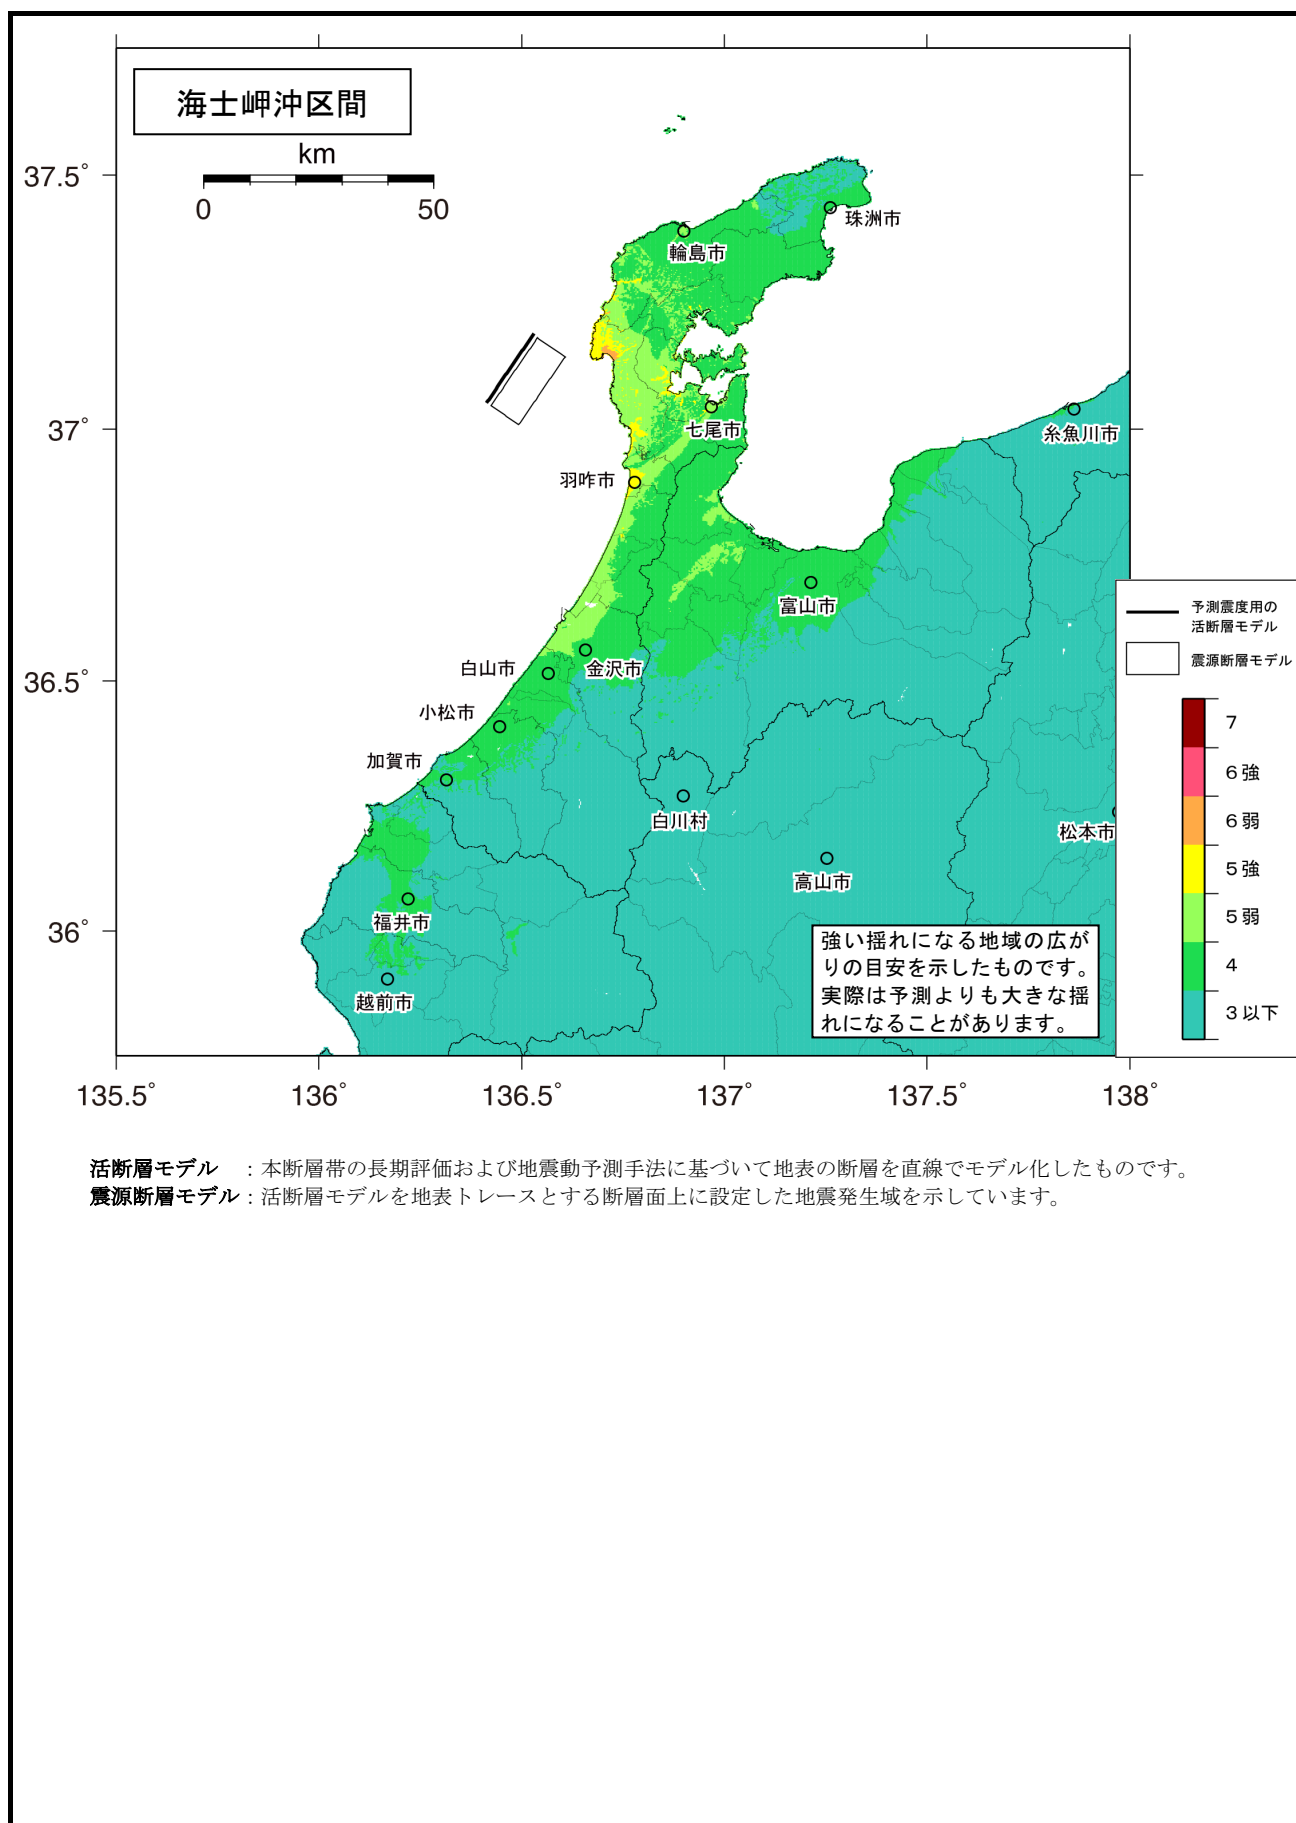 海士岬沖区間
km
0 50
37.5°
37°
36.5°
36°
珠洲市
輪島市
七尾市
糸魚川市
羽咋市
富山市
金沢市
白山市
小松市
加賀市
白川村
松本市
高山市
福井市
越前市
予測震度用の
活断層モデル
震源断層モデル
7
6強
6弱
5強
5弱
4
3以下
強い揺れになる地域の広が
りの目安を示したものです。
実際は予測よりも大きな揺
れになることがあります。
135.5° 136° 136.5° 137° 137.5° 138°
活断層モデル ：本断層帯の長期評価および地震動予測手法に基づいて地表の断層を直線でモデル化したものです。
震源断層モデル：活断層モデルを地表トレースとする断層面上に設定した地震発生域を示しています。